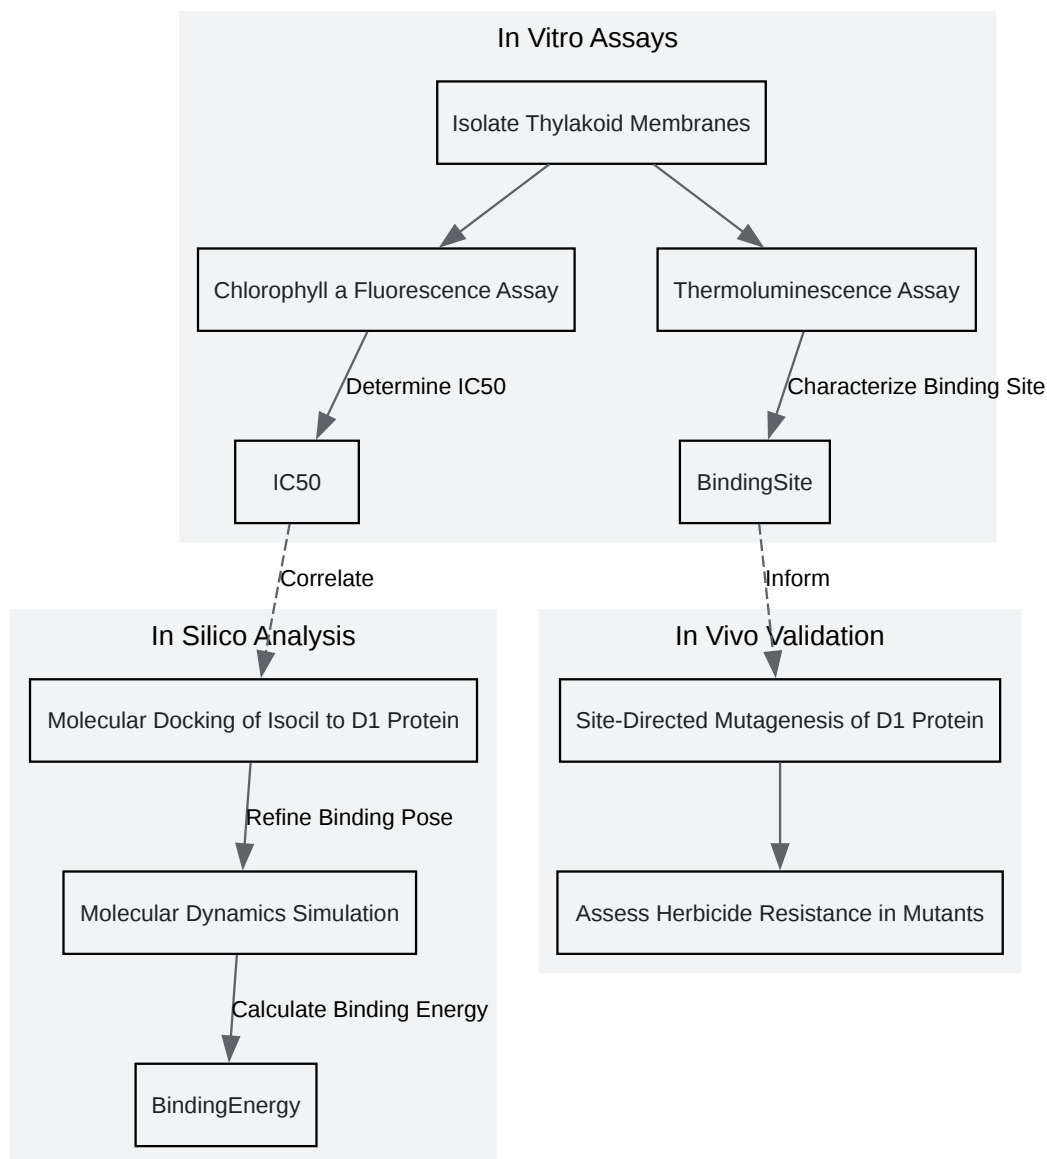 In Vitro Assays
Isolate Thylakoid Membranes
Chlorophyll a Fluorescence Assay
Thermoluminescence Assay
Determine IC50
Characterize Binding Site
IC50
BindingSite
Correlate
Inform
In Silico Analysis
In Vivo Validation
Molecular Docking of Isocil to D1 Protein
Site-Directed Mutagenesis of D1 Protein
Refine Binding Pose
Molecular Dynamics Simulation
Assess Herbicide Resistance in Mutants
Calculate Binding Energy
BindingEnergy